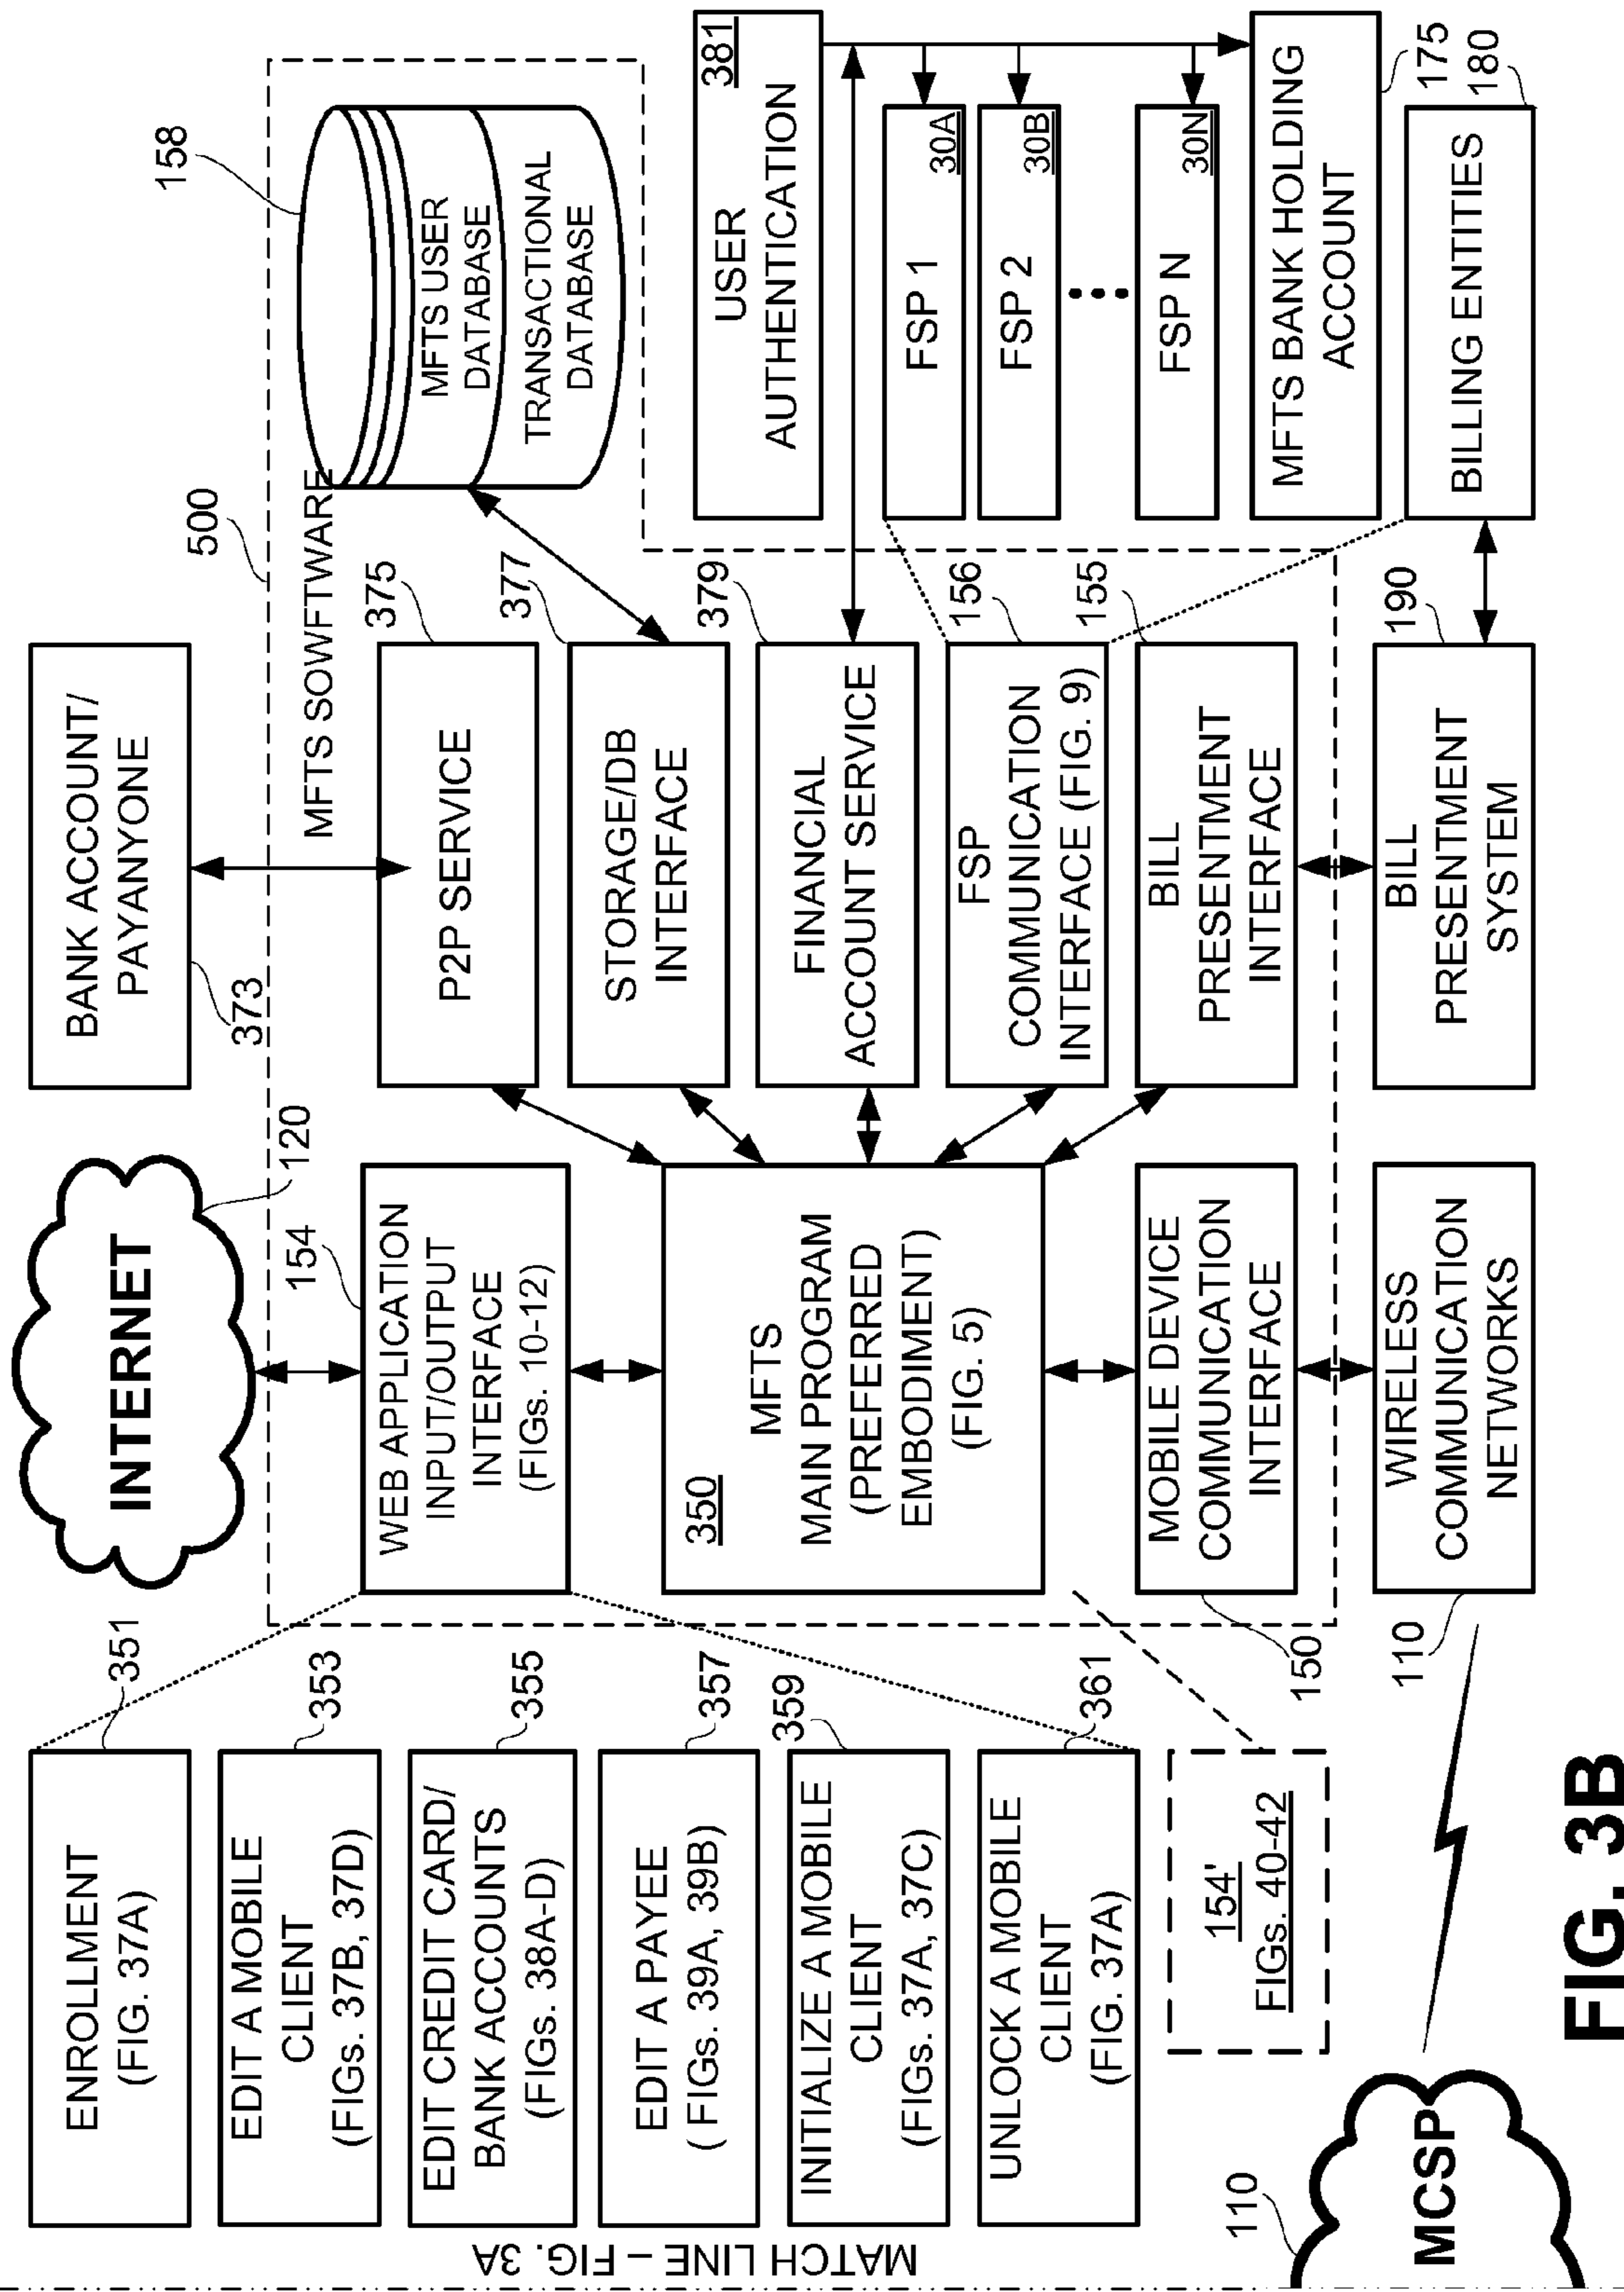 MATCH LINE – FIG. 3A
ENROLLMENT
(FIG. 37A)
351
EDIT A MOBILE
CLIENT
(FIGs. 37B, 37D)
353
EDIT CREDIT CARD/
BANK ACCOUNTS
(FIGs. 38A-D)
355
EDIT A PAYEE
( FIGs. 39A, 39B)
357
INITIALIZE A MOBILE
CLIENT
(FIGs. 37A, 37C)
359
UNLOCK A MOBILE
CLIENT
(FIG. 37A)
361
154'
FIGs. 40-42
110
MCSP
INTERNET
120
154
WEB APPLICATION
INPUT/OUTPUT
INTERFACE
(FIGs. 10-12)
350
MFTS
MAIN PROGRAM
(PREFERRED
EMBODIMENT)
(FIG. 5)
MOBILE DEVICE
COMMUNICATION
INTERFACE
150
WIRELESS
COMMUNICATION
NETWORKS
110
BANK ACCOUNT/
PAYANYONE
373
500
MFTS SOWFTWARE
P2P SERVICE
375
STORAGE/DB
INTERFACE
377
FINANCIAL
ACCOUNT SERVICE
379
FSP
COMMUNICATION
INTERFACE (FIG. 9)
156
BILL
PRESENTMENT
INTERFACE
155
BILL
PRESENTMENT
SYSTEM
190
158
MFTS USER
DATABASE
TRANSACTIONAL
DATABASE
USER
AUTHENTICATION
381
FSP 1
30A
FSP 2
30B
FSP N
30N
MFTS BANK HOLDING
ACCOUNT
175
BILLING ENTITIES
180
FIG. 3B